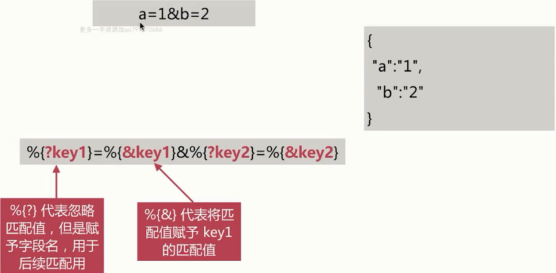 a=1&b=2
{
"a":"1",
"b":"2"
}
%{?key1}=%{&key1}&%{?key2}=%{&key2}
%{?} 代表忽略
匹配值，但是赋
予字段名，用于
后续匹配用
%{&} 代表将匹
配值赋予 key1
的匹配值